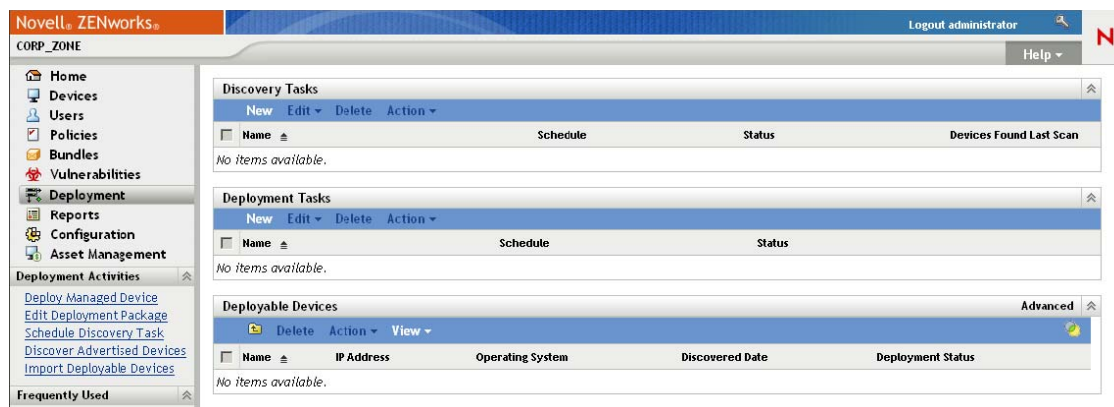 Novell® ZENworks®
Logout administrator
N
CORP_ZONE
Help
Home
Devices
Users
Policies
Bundles
Vulnerabilities
Deployment
Reports
Configuration
Asset Management
Deployment Activities
Deploy Managed Device
Edit Deployment Package
Schedule Discovery Task
Discover Advertised Devices
Import Deployable Devices
Frequently Used
Discovery Tasks
New Edit Delete Action
Name Schedule Status Devices Found Last Scan
No items available.
Deployment Tasks
New Edit Delete Action
Name Schedule Status
No items available.
Deployable Devices Advanced
Delete Action View
Name IP Address Operating System Discovered Date Deployment Status
No items available.